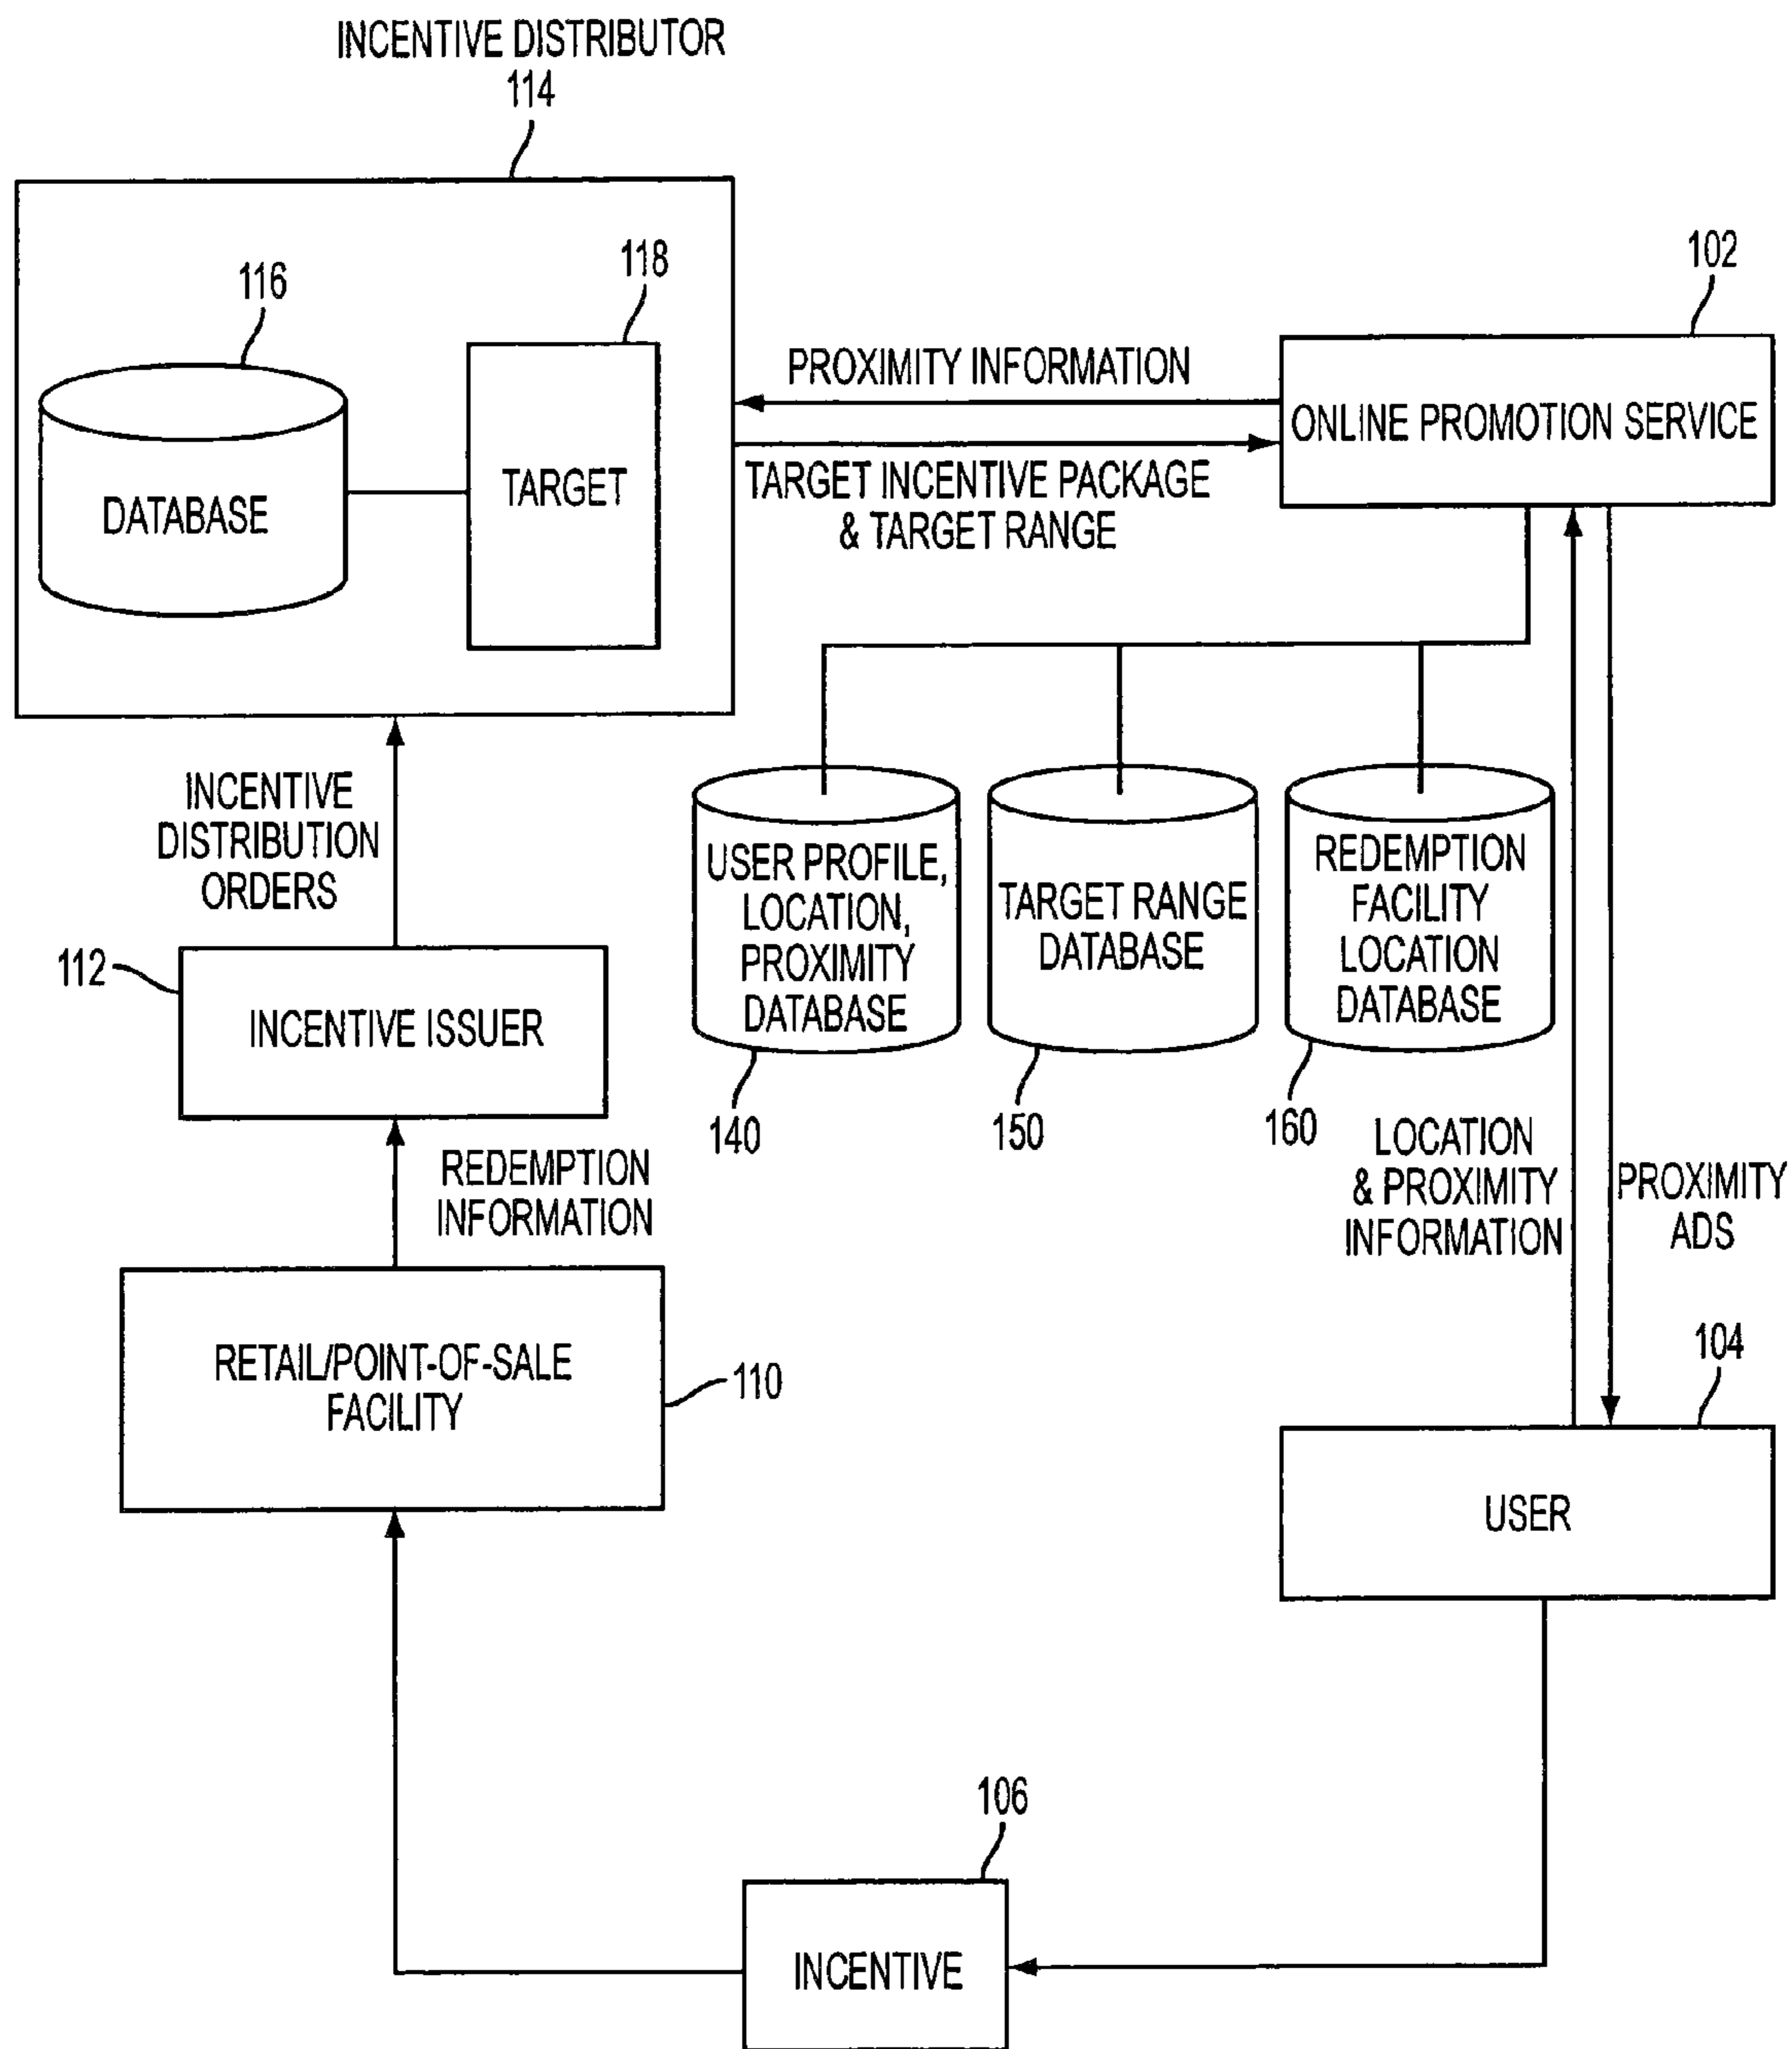 INCENTIVE DISTRIBUTOR
114
116
118
DATABASE
TARGET
PROXIMITY INFORMATION
TARGET INCENTIVE PACKAGE
& TARGET RANGE
102
ONLINE PROMOTION SERVICE
INCENTIVE
DISTRIBUTION
ORDERS
USER PROFILE,
LOCATION,
PROXIMITY
DATABASE
140
TARGET RANGE
DATABASE
150
REDEMPTION
FACILITY
LOCATION
DATABASE
160
112
INCENTIVE ISSUER
REDEMPTION
INFORMATION
LOCATION
& PROXIMITY
INFORMATION
PROXIMITY
ADS
RETAIL/POINT-OF-SALE
FACILITY
110
104
USER
106
INCENTIVE